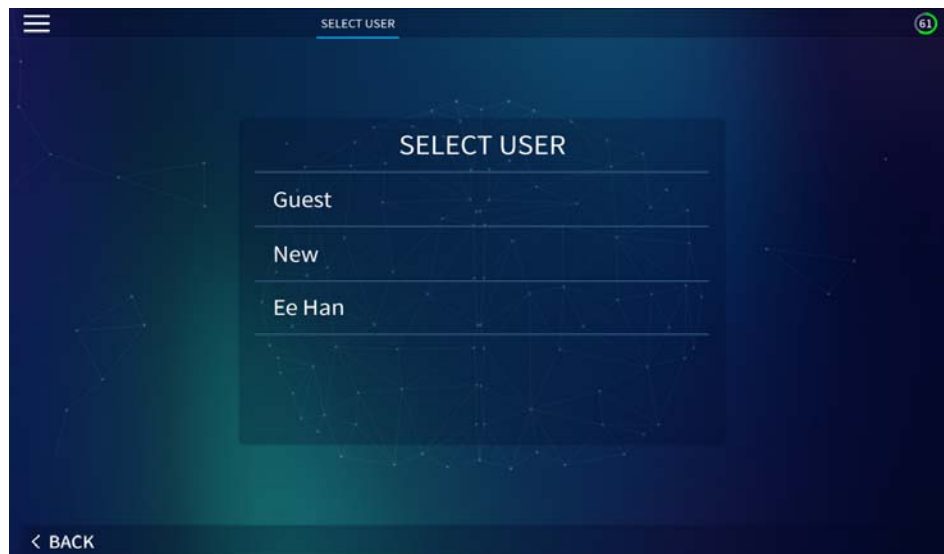 SELECT USER
61
SELECT USER
Guest
New
Ee Han
< BACK